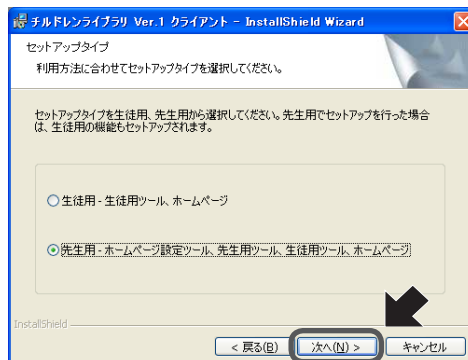 チルドレンライブラリ Ver.1 クライアント - InstallShield Wizard
セットアップタイプ
利用方法に合わせてセットアップタイプを選択してください。
セットアップタイプを生徒用、先生用から選択してください。先生用でセットアップを行った場合
は、生徒用の機能もセットアップされます。
生徒用 - 生徒用ツール、ホームページ
先生用 - ホームページ設定ツール、先生用ツール、生徒用ツール、ホームページ
InstallShield
< 戻る(B) 次へ(N) > キャンセル